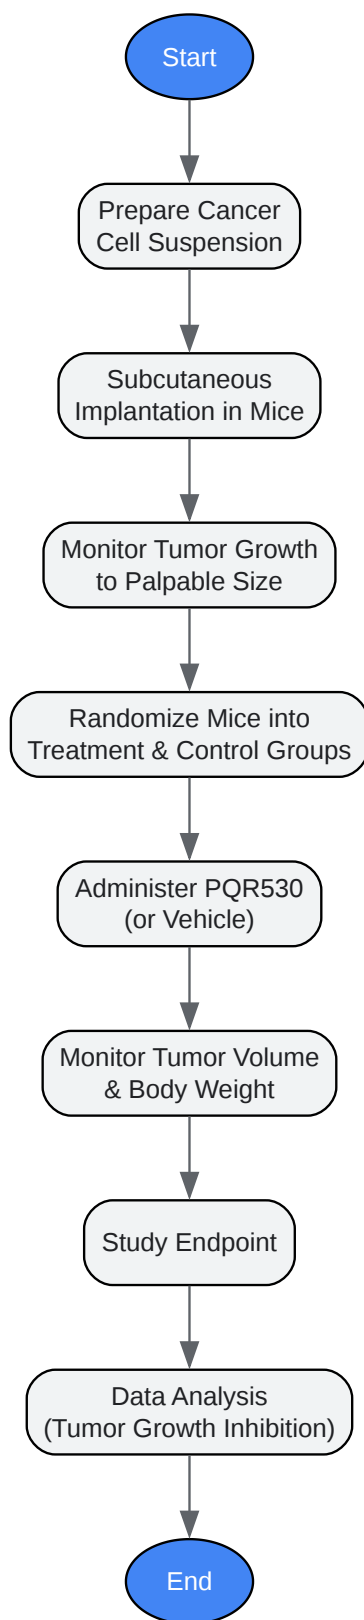 Start
Prepare Cancer
Cell Suspension
Subcutaneous
Implantation in Mice
Monitor Tumor Growth
to Palpable Size
Randomize Mice into
Treatment & Control Groups
Administer PQR530
(or Vehicle)
Monitor Tumor Volume
& Body Weight
Study Endpoint
Data Analysis
(Tumor Growth Inhibition)
End